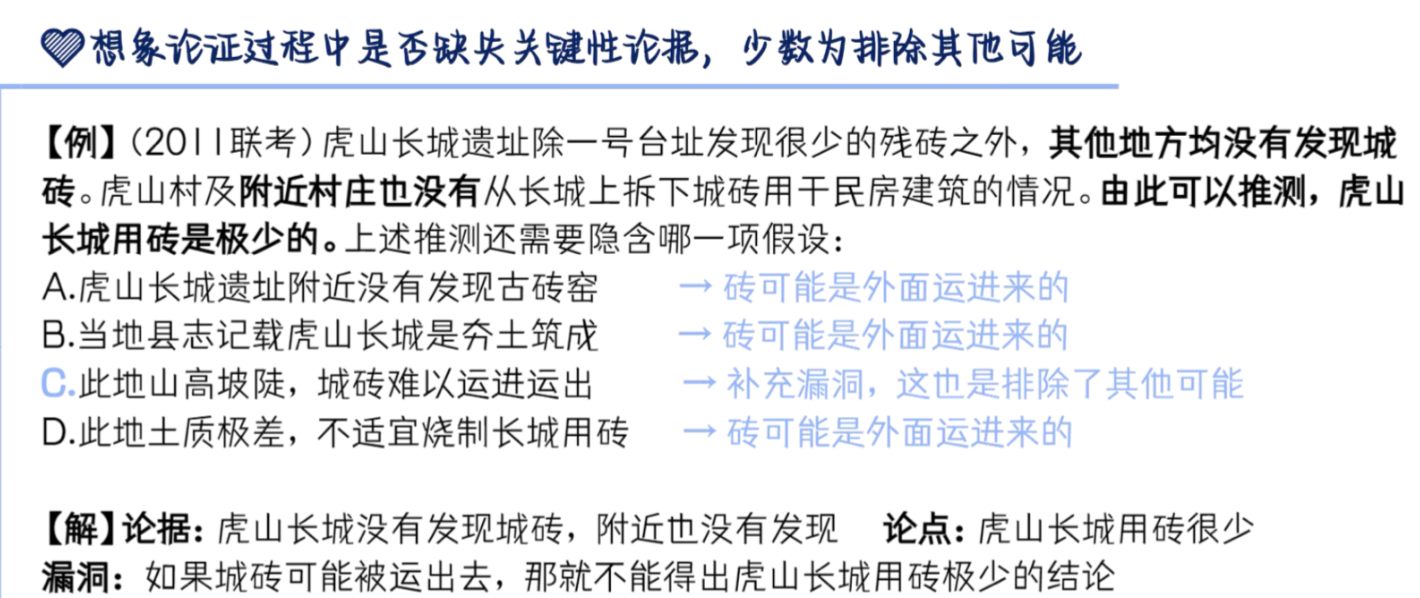 想象论证过程中是否缺失关键性论据，少数为排除其他可能
【例】（2011联考）虎山长城遗址除一号台址发现很少的残砖之外，其他地方均没有发现城
砖。虎山村及附近村庄也没有从长城上拆下城砖用于民房建筑的情况。由此可以推测，虎山
长城用砖是极少的。上述推测还需要隐含哪一项假设：
A.虎山长城遗址附近没有发现古砖窑 → 砖可能是外面运进来的
B.当地县志记载虎山长城是夯土筑成 → 砖可能是外面运进来的
C.此地山高坡陡，城砖难以运进运出 → 补充漏洞，这也是排除了其他可能
D.此地土质极差，不适宜烧制长城用砖 → 砖可能是外面运进来的
【解】论据：虎山长城没有发现城砖，附近也没有发现 论点：虎山长城用砖很少
漏洞：如果城砖可能被运出去，那就不能得出虎山长城用砖极少的结论